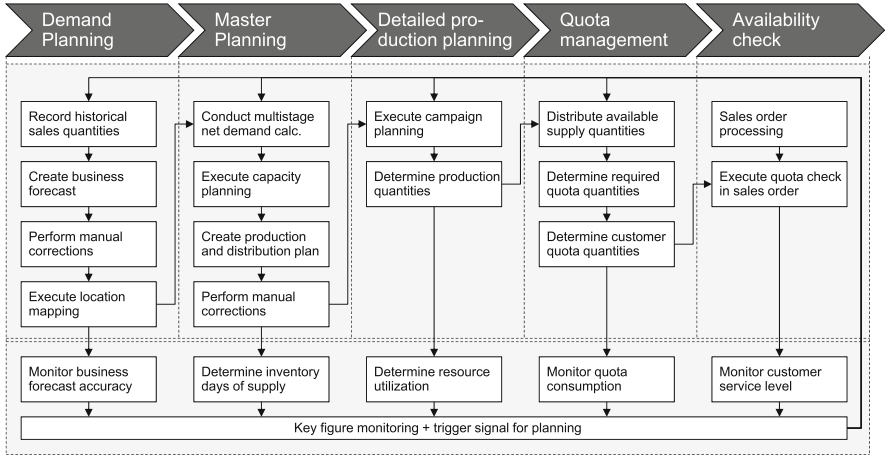 Demand
Planning
Master
Planning
Detailed pro-
duction planning
Quota
management
Availability
check
Record historical
sales quantities
Create business
forecast
Perform manual
corrections
Execute location
mapping
Monitor business
forecast accuracy
Conduct multistage
net demand calc.
Execute capacity
planning
Create production
and distribution plan
Perform manual
corrections
Determine inventory
days of supply
Execute campaign
planning
Determine production
quantities
Determine resource
utilization
Distribute available
supply quantities
Determine required
quota quantities
Determine customer
quota quantities
Monitor quota
consumption
Sales order
processing
Execute quota check
in sales order
Monitor customer
service level
Key figure monitoring + trigger signal for planning